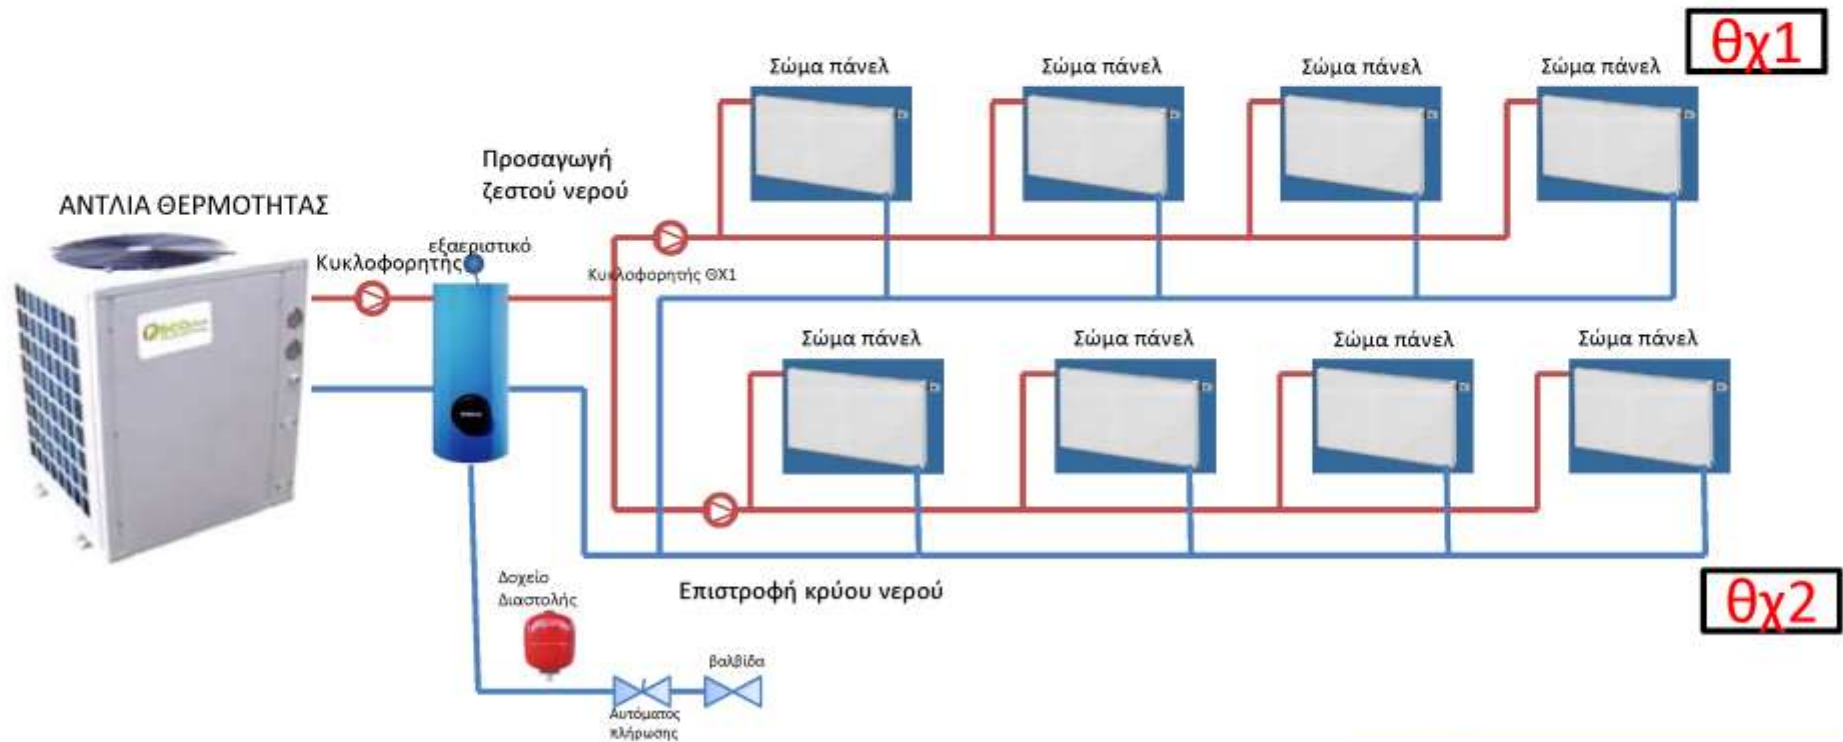 θχ1
Σώμα πάνελ
Σώμα πάνελ
Σώμα πάνελ
Σώμα πάνελ
Προσαγωγή
ζεστού νερού
ΑΝΤΛΙΑ ΘΕΡΜΟΤΗΤΑΣ
εξαεριστικό
Κυκλοφορητής
Κυκλοφορητής ΘΧ1
Σώμα πάνελ
Σώμα πάνελ
Σώμα πάνελ
Σώμα πάνελ
Δοχείο
Διαστολής
Επιστροφή κρύου νερού
θχ2
βαλβίδα
Αυτόματος
πλήρωσης